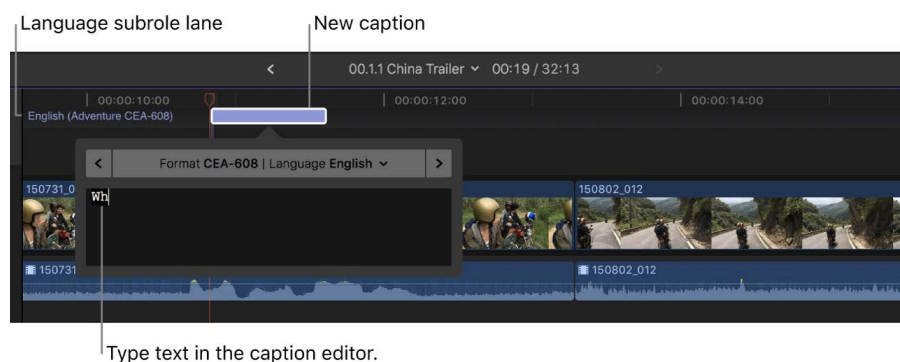 Language subrole lane
New caption
00.1.1 China Trailer 00:19 / 32:13
00:00:10:00
00:00:12:00
00:00:14:00
English (Adventure CEA-608)
Format CEA-608 | Language English
150731_0
Wh
150802_012
150731
150802_012
Type text in the caption editor.